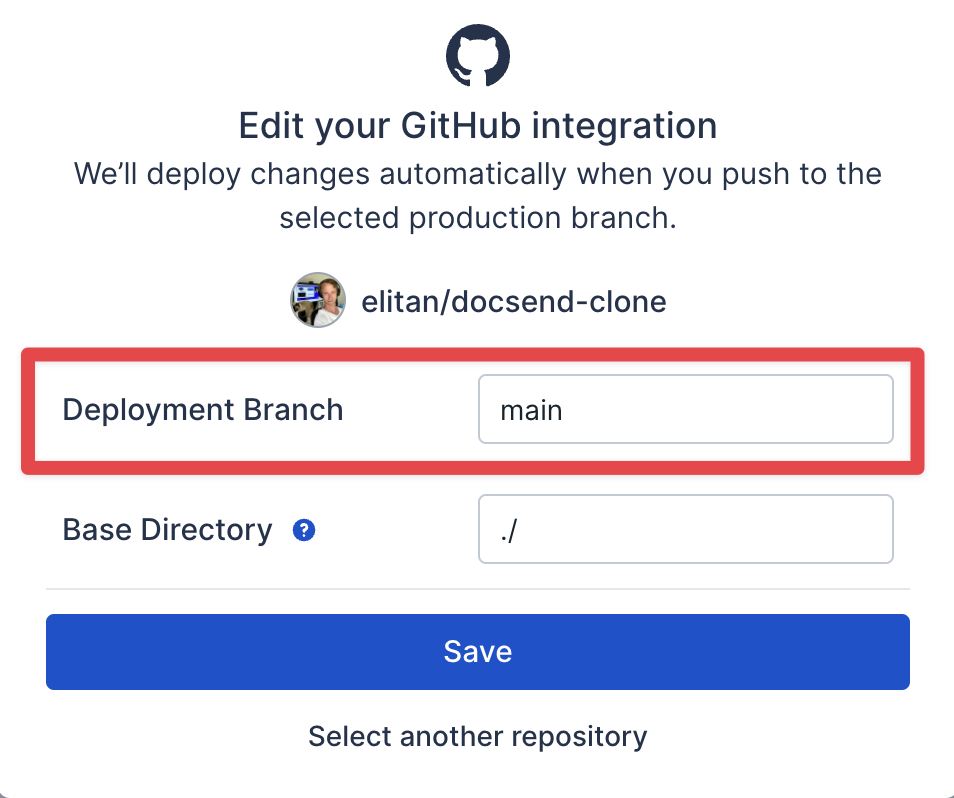 Edit your GitHub integration
We’ll deploy changes automatically when you push to the
selected production branch.
elitan/docsend-clone
Deployment Branch
main
Base Directory ?
./
Save
Select another repository